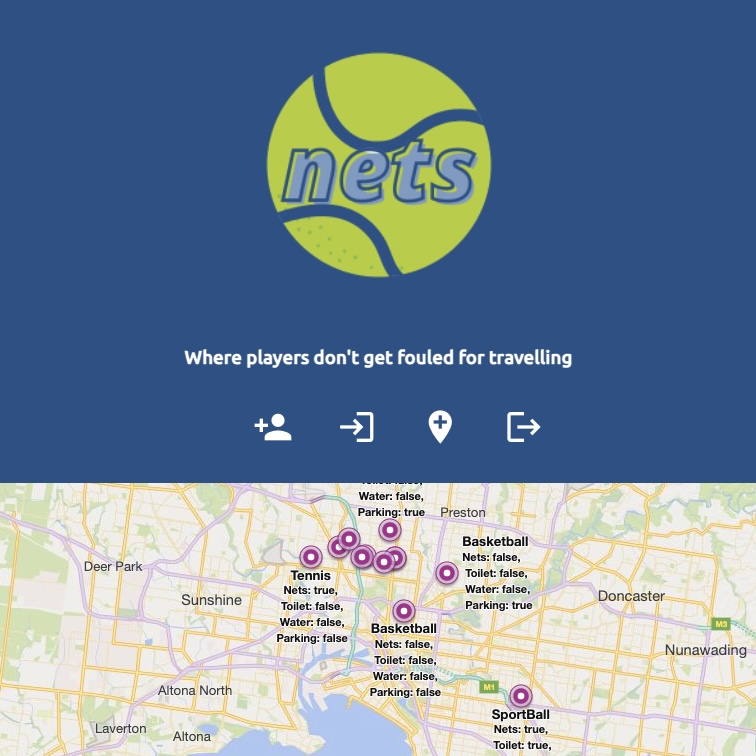 nets
Where players don't get fouled for travelling
Toilet: false,
Water: false,
Parking: true
Preston
Basketball
Nets: false,
Toilet: false,
Water: false,
Parking: true
Deer Park
Tennis
Nets: true,
Toilet: false,
Water: false,
Parking: false
Sunshine
Doncaster
M3
Basketball
Nets: false,
Toilet: false,
Water: false,
Parking: false
Nunawading
Altona North
M1
SportBall
Nets: true,
Toilet: true,
Laverton
Altona